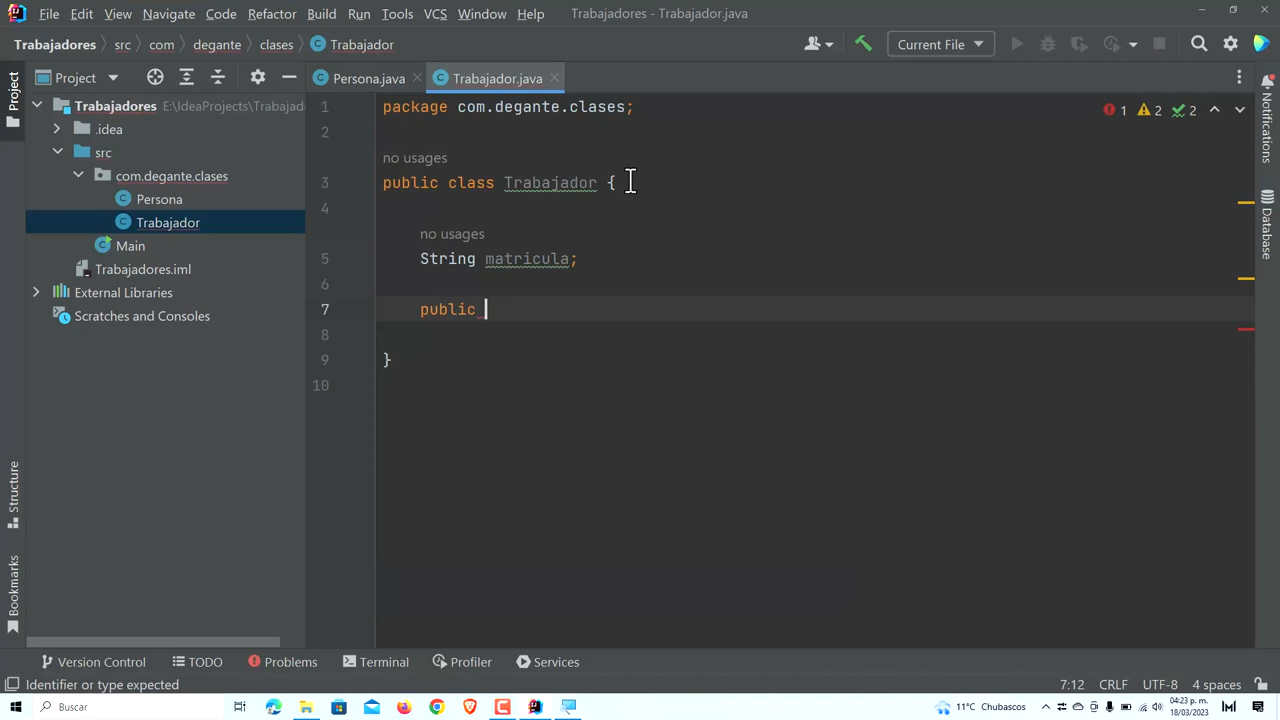 File Edit View Navigate Code Refactor Build Run Tools VCS Window Help Trabajadores - Trabajador.java
Trabajadores src com degante clases Trabajador Current File
Project Persona.java Trabajador.java
Project
Trabajadores E:\IdeaProjects\Trabajad
.idea
src
com.degante.clases
Persona
Trabajador
Main
Trabajadores.iml
External Libraries
Scratches and Consoles
Structure
Bookmarks
1 package com.degante.clases;
1 2 2
2
no usages
3 public class Trabajador {
4
no usages
5 String matricula;
6
7 public
8
9 }
10
Notifications
Database
Version Control TODO Problems Terminal Profiler Services
Identifier or type expected 7:12 CRLF UTF-8 4 spaces
Buscar 11°C Chubascos 04:23 p. m.
18/03/2023